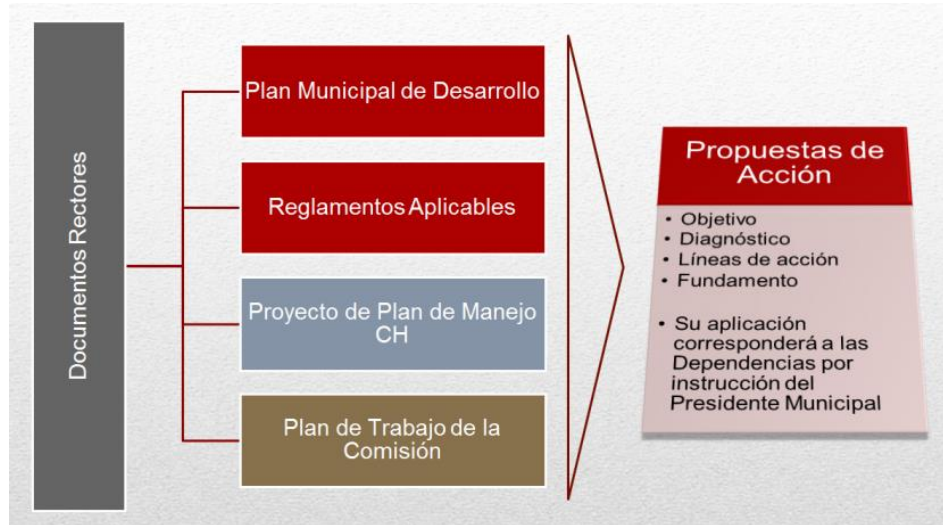 Documentos Rectores
Plan Municipal de Desarrollo
Reglamentos Aplicables
Proyecto de Plan de Manejo
CH
Plan de Trabajo de la
Comisión
Propuestas de
Acción
• Objetivo
• Diagnóstico
• Líneas de acción
• Fundamento
• Su aplicación
corresponderá a las
Dependencias por
instrucción del
Presidente Municipal